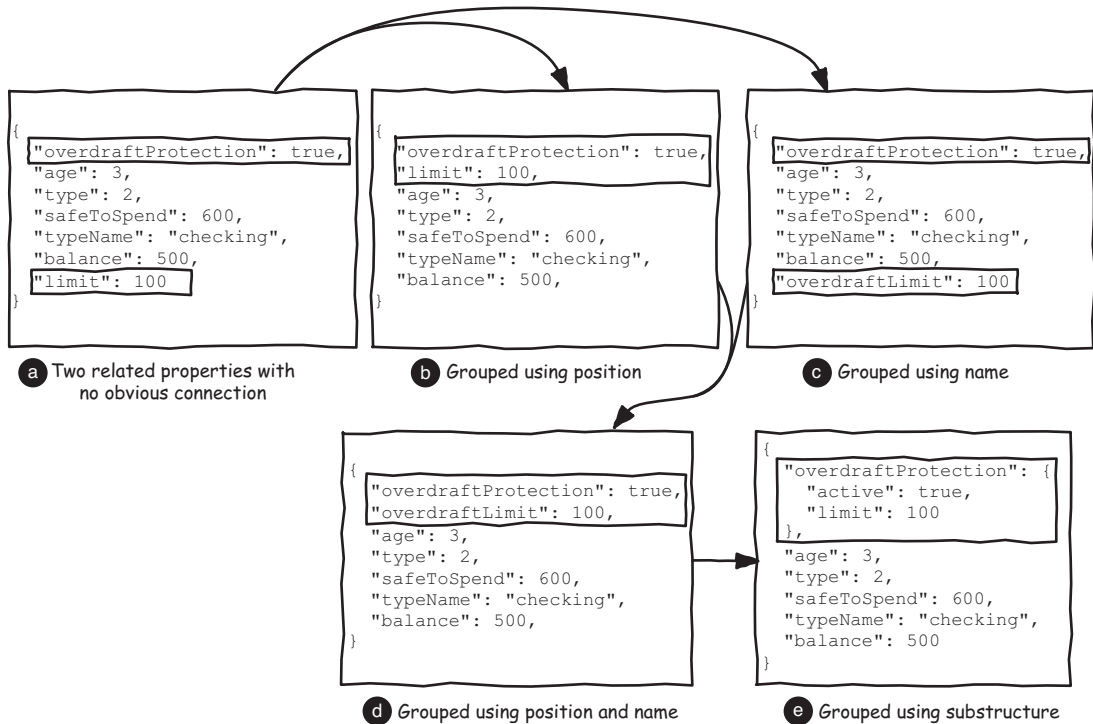 {
"overdraftProtection": true,
"age": 3,
"type": 2,
"safeToSpend": 600,
"typeName": "checking",
"balance": 500,
"limit": 100
}
a Two related properties with
no obvious connection
{
"overdraftProtection": true,
"limit": 100,
"age": 3,
"type": 2,
"safeToSpend": 600,
"typeName": "checking",
"balance": 500,
}
b Grouped using position
{
"overdraftProtection": true,
"age": 3,
"type": 2,
"safeToSpend": 600,
"typeName": "checking",
"balance": 500,
"overdraftLimit": 100
}
c Grouped using name
{
"overdraftProtection": true,
"overdraftLimit": 100,
"age": 3,
"type": 2,
"safeToSpend": 600,
"typeName": "checking",
"balance": 500,
}
d Grouped using position and name
{
"overdraftProtection": {
"active": true,
"limit": 100
},
"age": 3,
"type": 2,
"safeToSpend": 600,
"typeName": "checking",
"balance": 500
}
e Grouped using substructure